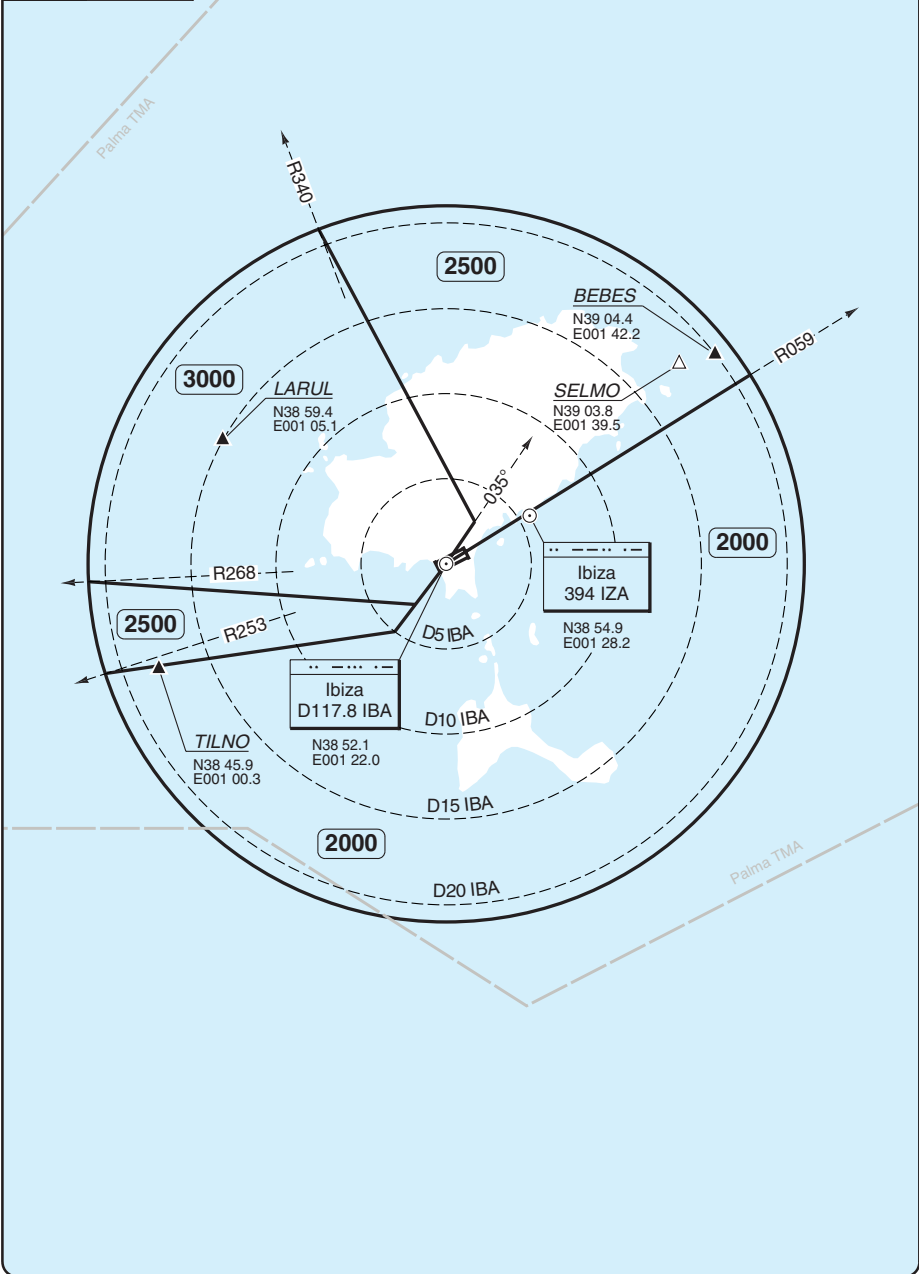 Palma TMA
R340
2500
BEBES
N39 04.4
E001 42.2
R059
3000
LARUL
N38 59.4
E001 05.1
SELMO
N39 03.8
E001 39.5
035°
2000
R268
Ibiza
394 IZA
N38 54.9
E001 28.2
2500
R253
D5 IBA
Ibiza
D117.8 IBA
N38 52.1
E001 22.0
D10 IBA
TILNO
N38 45.9
E001 00.3
D15 IBA
2000
Palma TMA
D20 IBA